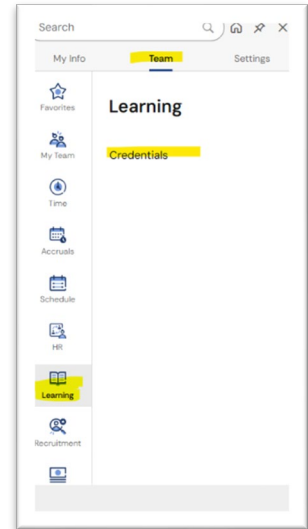 Search
My Info Team Settings
Favorites
Learning
My Team
Credentials
Time
Accruals
Schedule
HR
Learning
Recruitment